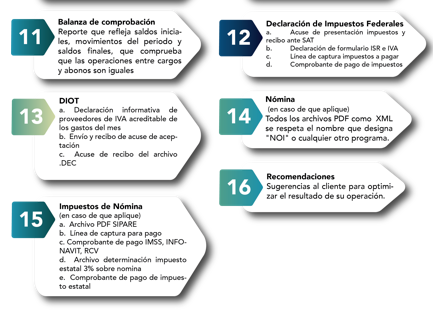 11
Balanza de comprobación
Reporte que refleja saldos inicia-
les, movimientos del periodo y
saldos finales, que comprueba
que las operaciones entre cargos
y abonos son iguales
12
Declaración de Impuestos Federales
a. Acuse de presentación impuestos y
recibo ante SAT
b. Declaración de formulario ISR e IVA
c. Línea de captura impuestos a pagar
d. Comprobante de pago de impuestos
13
DIOT
a. Declaración informativa de
proveedores de IVA acreditable de
los gastos del mes
b. Envío y recibo de acuse de acep-
tación
c. Acuse de recibo del archivo
.DEC
14
Nómina
(en caso de que aplique)
Todos los archivos PDF como XML
se respeta el nombre que designa
"NOI" o cualquier otro programa.
15
Impuestos de Nómina
(en caso de que aplique)
a. Archivo PDF SIPARE
b. Línea de captura para pago
c. Comprobante de pago IMSS, INFO-
NAVIT, RCV
d. Archivo determinación impuesto
estatal 3% sobre nomina
e. Comprobante de pago de impues-
to estatal
16
Recomendaciones
Sugerencias al cliente para optimi-
zar el resultado de su operación.